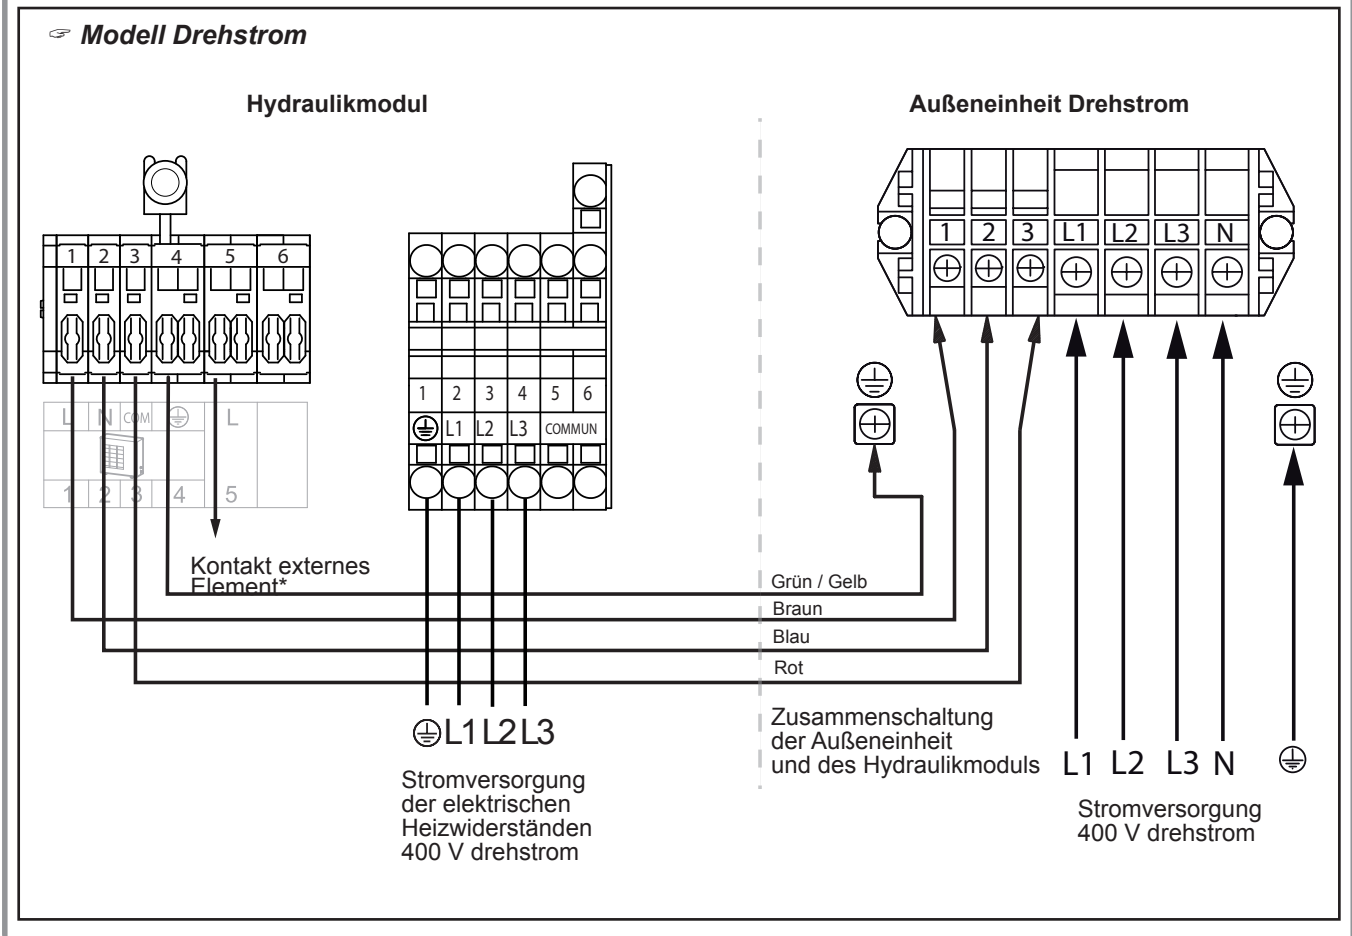 ☞ Modell Drehstrom
Hydraulikmodul
Außeneinheit Drehstrom
1 2 3 4 5 6
L N COM L
1 2 3 4 5
Kontakt externes
Element*
1 2 3 4 5 6
L1 L2 L3 COMMUN
L1 L2 L3
Stromversorgung
der elektrischen
Heizwiderständen
400 V drehstrom
1 2 3 L1 L2 L3 N
Grün / Gelb
Braun
Blau
Rot
Zusammenschaltung
der Außeneinheit
und des Hydraulikmoduls
L1 L2 L3 N
Stromversorgung
400 V drehstrom